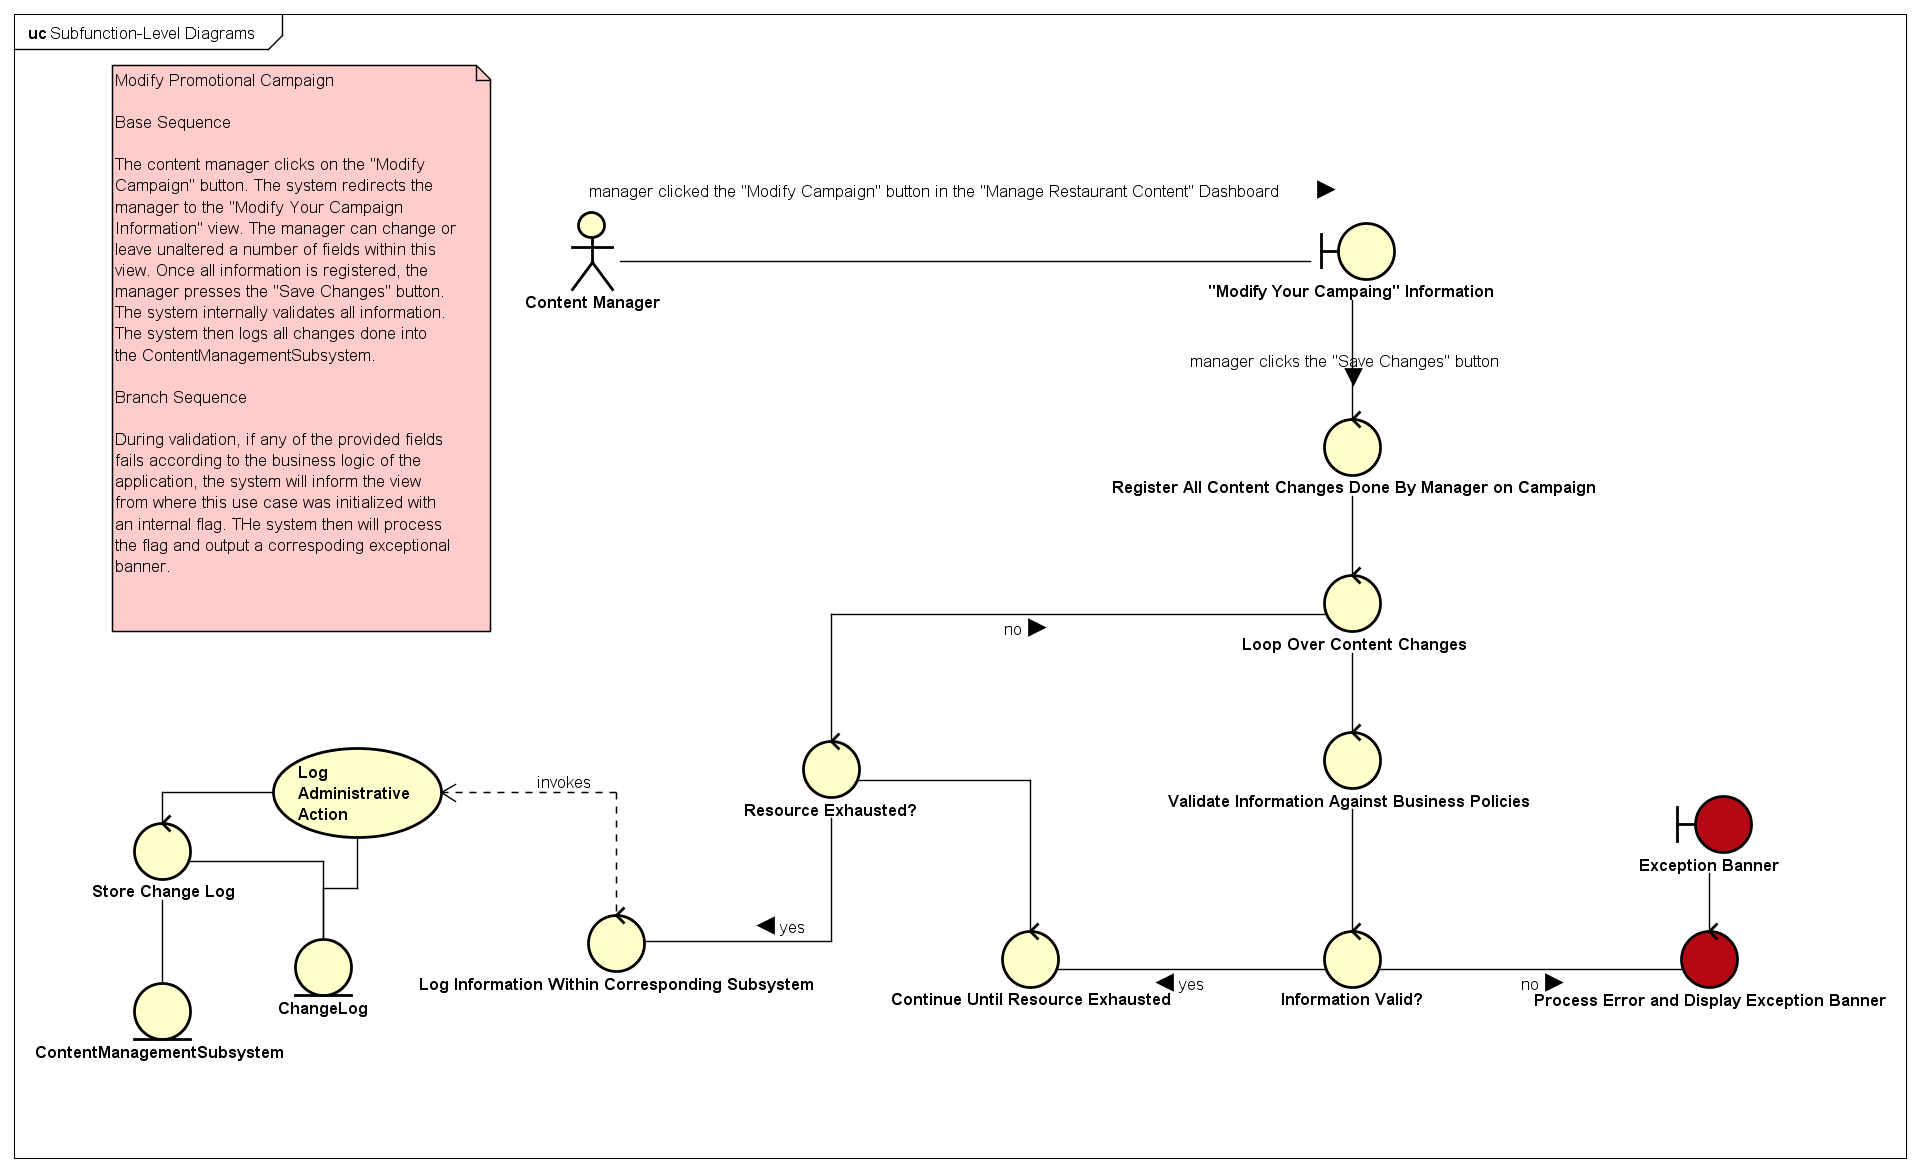 uc Subfunction-Level Diagrams
Modify Promotional Campaign
Base Sequence
The content manager clicks on the "Modify
Campaign" button. The system redirects the
manager to the "Modify Your Campaign
Information" view. The manager can change or
leave unaltered a number of fields within this
view. Once all information is registered, the
manager presses the "Save Changes" button.
The system internally validates all information.
The system then logs all changes done into
the ContentManagementSubsystem.
Branch Sequence
During validation, if any of the provided fields
fails according to the business logic of the
application, the system will inform the view
from where this use case was initialized with
an internal flag. THe system then will process
the flag and output a correspoding exceptional
banner.
manager clicked the "Modify Campaign" button in the "Manage Restaurant Content" Dashboard
Content Manager
"Modify Your Campaing" Information
manager clicks the "Save Changes" button
Register All Content Changes Done By Manager on Campaign
no
Loop Over Content Changes
Log
Administrative
Action
invokes
Resource Exhausted?
Validate Information Against Business Policies
Exception Banner
Store Change Log
yes
Log Information Within Corresponding Subsystem
Continue Until Resource Exhausted
yes
Information Valid?
no
Process Error and Display Exception Banner
ChangeLog
ContentManagementSubsystem